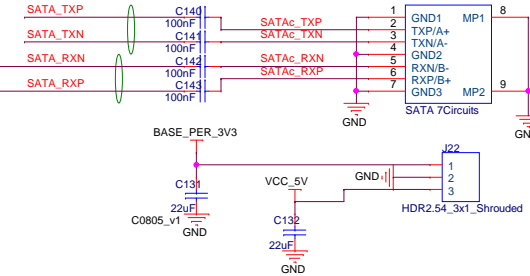 SATA_TXP
C140
100nF
SATAc_TXP
SATA_TXN
C141
100nF
SATAc_TXN
SATA_RXN
C142
100nF
SATAc_RXN
SATA_RXP
C143
100nF
SATAc_RXP
1 GND1 MP1 8
2 TXP/A+
3 TXN/A-
4 GND2
5 RXN/B-
6 RXP/B+
7 GND3 MP2 9
SATA 7Circuits
GND
BASE_PER_3V3
C131
22uF
C0805_v1
GND
VCC_5V
C132
22uF
GND
GND
J22
1
2
3
HDR2.54_3x1_Shrouded